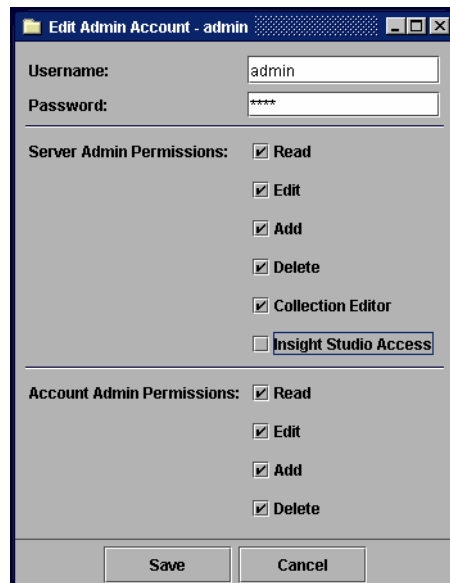 Edit Admin Account - admin
Username: admin
Password: ****
Server Admin Permissions: Read
Edit
Add
Delete
Collection Editor
Insight Studio Access
Account Admin Permissions: Read
Edit
Add
Delete
Save Cancel